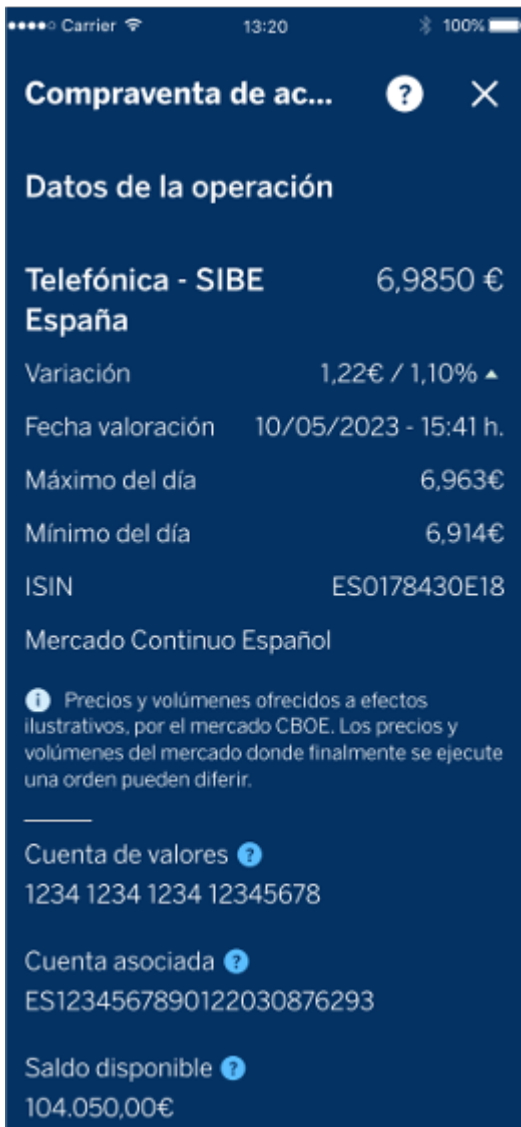 Carrier 13:20 100%
Compraventa de ac... ? ×
Datos de la operación
Telefónica - SIBE 6,9850 €
España
Variación 1,22€ / 1,10% ▲
Fecha valoración 10/05/2023 - 15:41 h.
Máximo del día 6,963€
Mínimo del día 6,914€
ISIN ES0178430E18
Mercado Continuo Español
i Precios y volúmenes ofrecidos a efectos
ilustrativos, por el mercado CBOE. Los precios y
volúmenes del mercado donde finalmente se ejecute
una orden pueden diferir.
Cuenta de valores ?
1234 1234 1234 12345678
Cuenta asociada ?
ES1234567890122030876293
Saldo disponible ?
104.050,00€